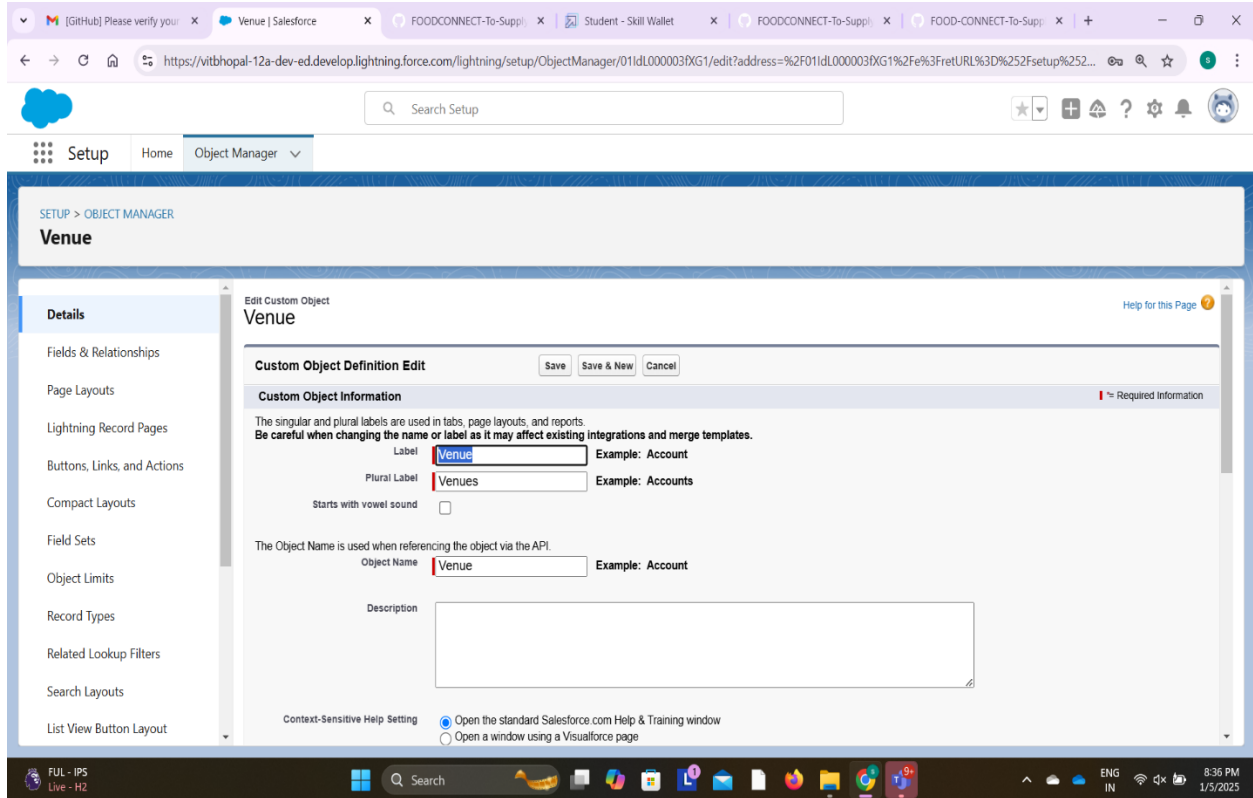 [GitHub] Please verify your
Venue | Salesforce
FOODCONNECT-To-Supply
Student - Skill Wallet
FOODCONNECT-To-Supply
FOOD-CONNECT-To-Supp
https://vitbhopal-12a-dev-ed.develop.lightning.force.com/lightning/setup/ObjectManager/01IdL000003fXG1/edit?address=%2F01IdL000003fXG1%2Fe%3FretURL%3D%252Fsetup%252...
s
Search Setup
Setup
Home
Object Manager
SETUP > OBJECT MANAGER
Venue
Details
Fields & Relationships
Page Layouts
Lightning Record Pages
Buttons, Links, and Actions
Compact Layouts
Field Sets
Object Limits
Record Types
Related Lookup Filters
Search Layouts
List View Button Layout
Edit Custom Object
Venue
Help for this Page
Custom Object Definition Edit
Save
Save & New
Cancel
Custom Object Information
= Required Information
The singular and plural labels are used in tabs, page layouts, and reports.
Be careful when changing the name or label as it may affect existing integrations and merge templates.
Label Venue Example: Account
Plural Label Venues Example: Accounts
Starts with vowel sound
The Object Name is used when referencing the object via the API.
Object Name Venue Example: Account
Description
Context-Sensitive Help Setting Open the standard Salesforce.com Help & Training window
Open a window using a Visualforce page
FUL - IPS
Live - H2
Search
1
9+
ENG
IN
8:36 PM
1/5/2025